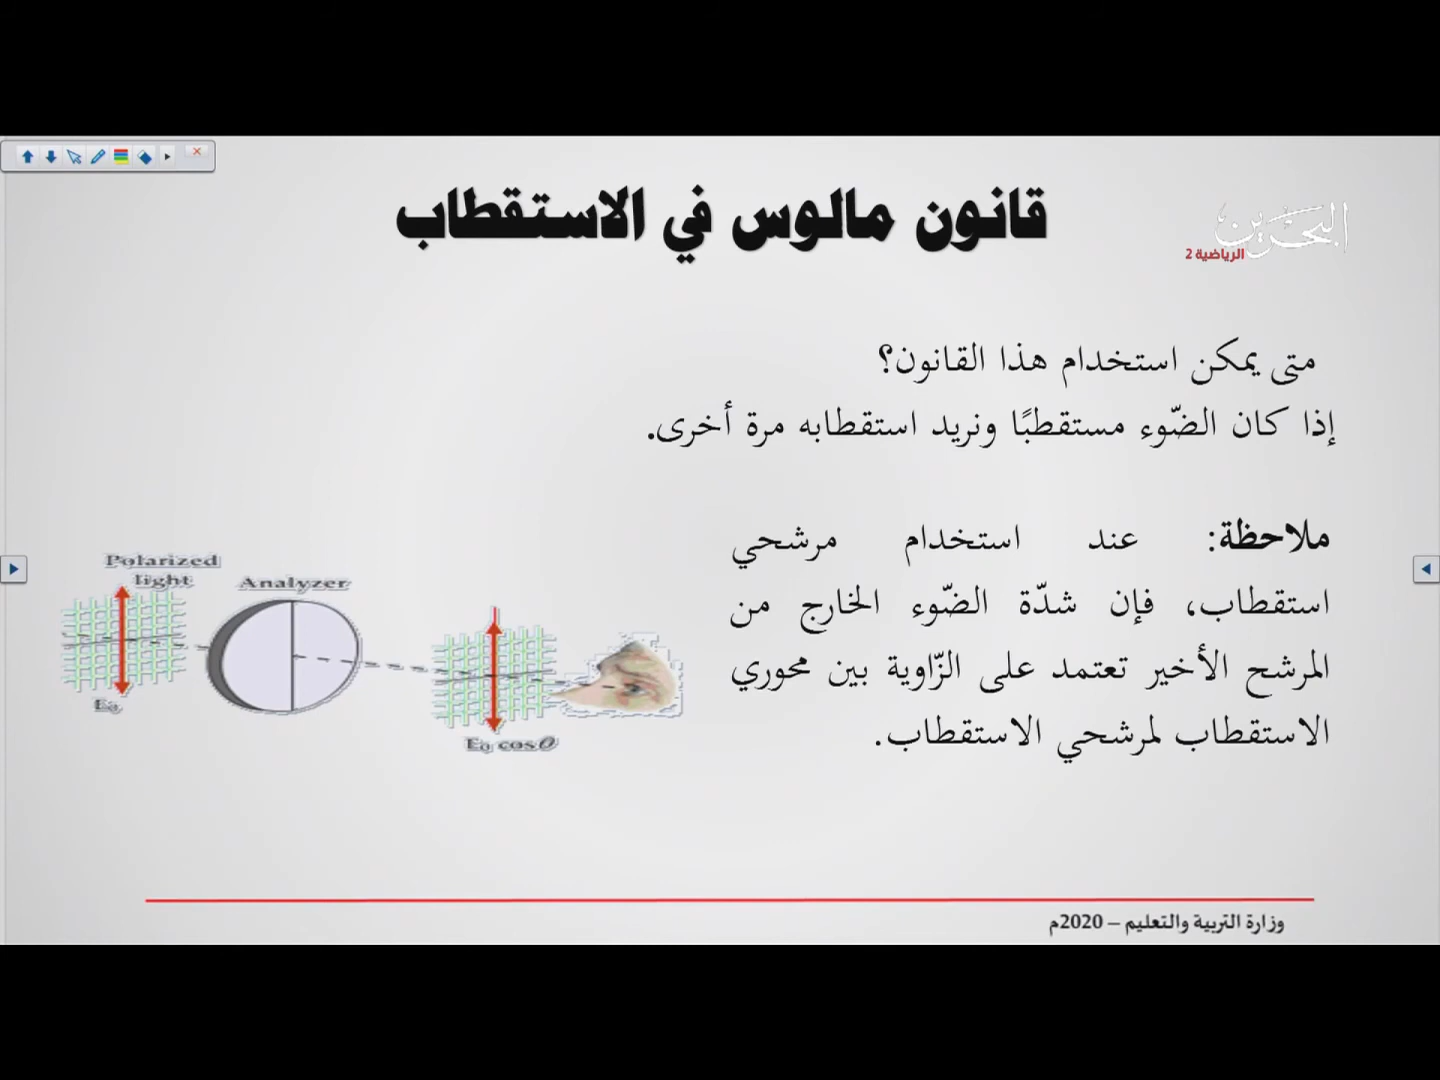 قانون مالوس في الاستقطاب
البحرين
الرياضية 2
متى يمكن استخدام هذا القانون؟
إذا كان الضّوء مستقطبًا ونريد استقطابه مرة أخرى.
ملاحظة: عند استخدام مرشحي
استقطاب، فإن شدّة الضّوء الخارج من
المرشح الأخير تعتمد على الزّاوية بين محوري
الاستقطاب لمرشحي الاستقطاب.
Polarized
light
Analyzer
E₀
E₀ cos θ
وزارة التربية والتعليم – 2020م